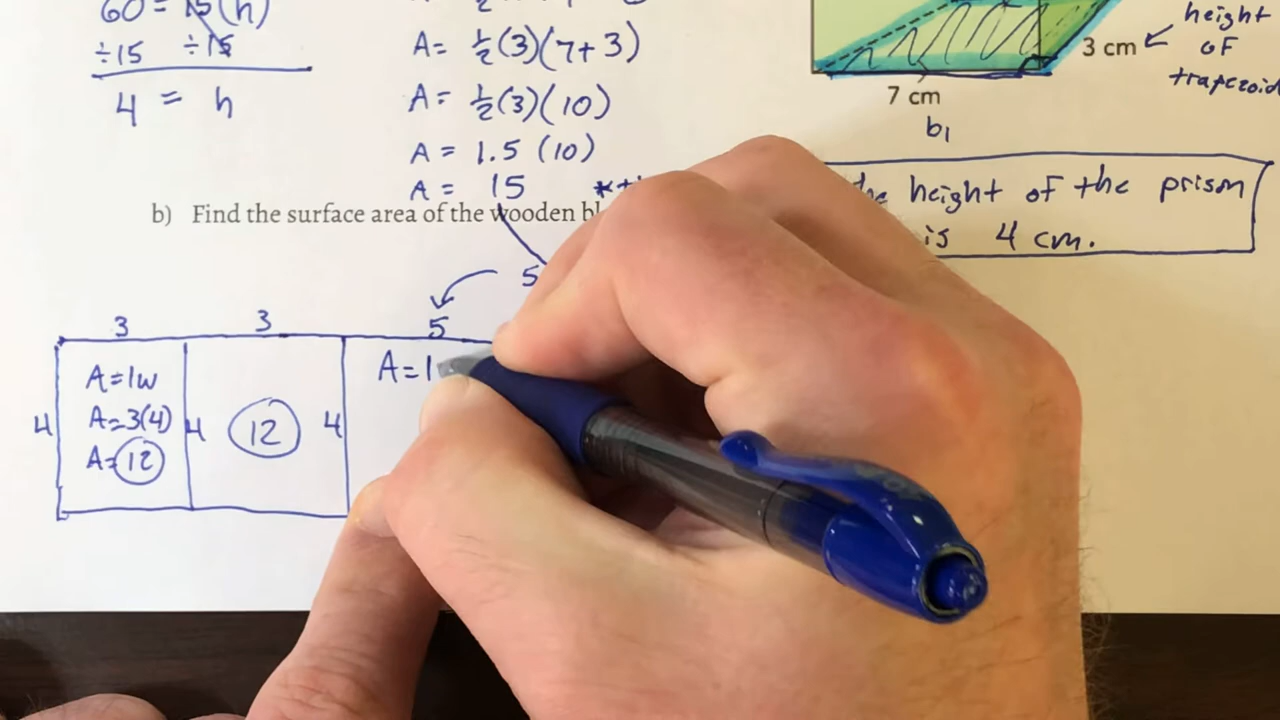 60 = 15(h)
÷15 ÷15
4 = h
A= ½(3)(7+3)
A= ½(3)(10)
A = 1.5 (10)
A = 15
height
OF
trapezoid
3 cm
7 cm
b₁
height of the prism
is 4 cm.
b) Find the surface area of the wooden
5
3 3 5
A=lw
A=3(4)
A=12
4 4 12 4
A=l